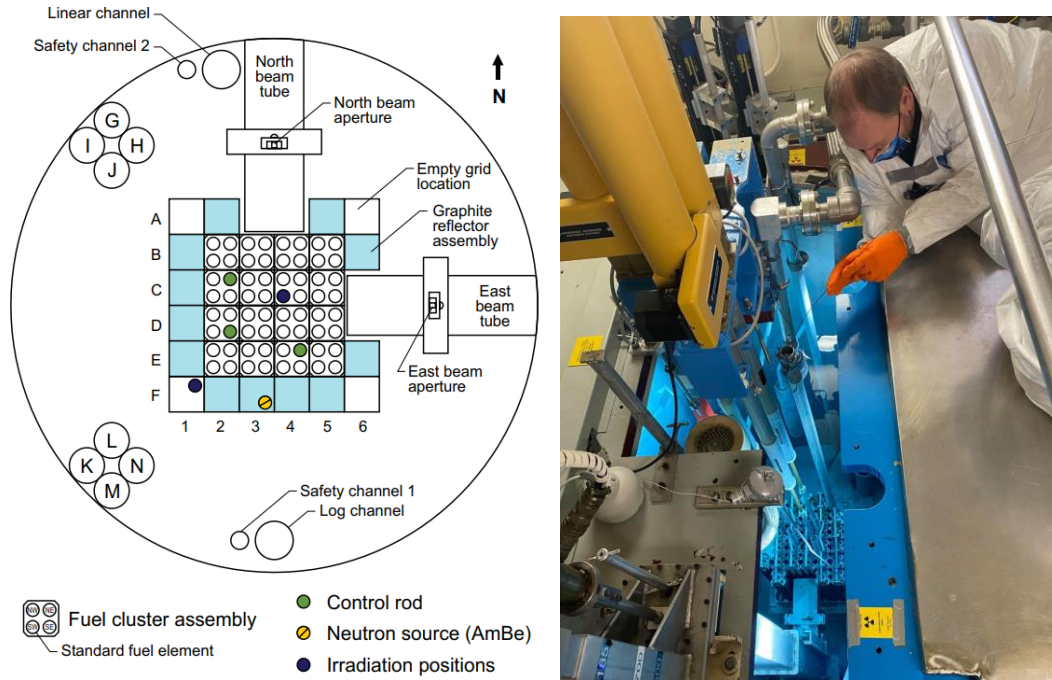 Linear channel
Safety channel 2
North
beam
tube
N
North beam
aperture
G
I
H
J
Empty grid
location
Graphite
reflector
assembly
A
B
C
D
E
F
1
2
3
4
5
6
East
beam
tube
East beam
aperture
L
K
N
M
Safety channel 1
Log channel
NW
NE
SW
SE
Fuel cluster assembly
Standard fuel element
Control rod
Neutron source (AmBe)
Irradiation positions